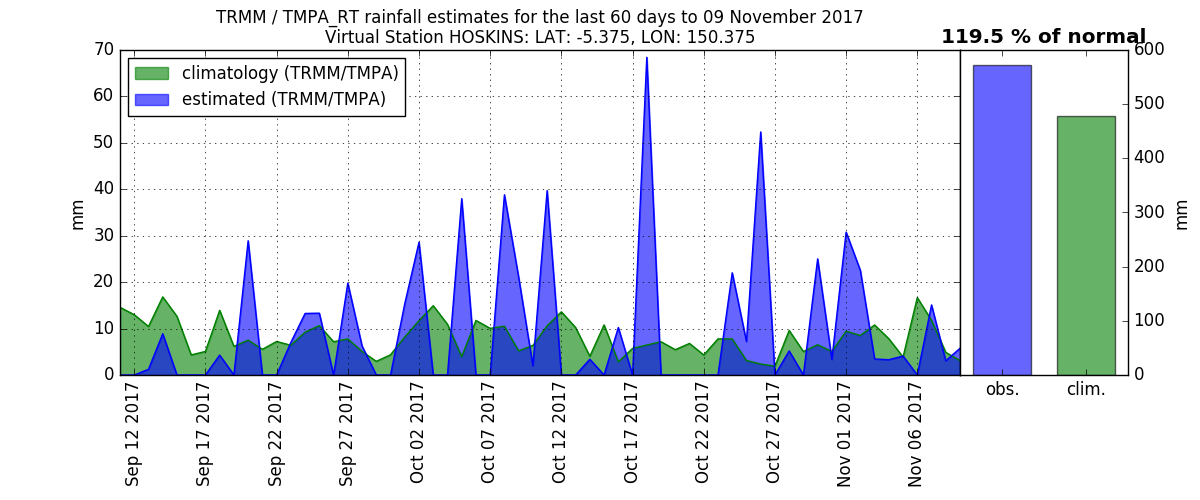 TRMM / TMPA_RT rainfall estimates for the last 60 days to 09 November 2017
Virtual Station HOSKINS: LAT: -5.375, LON: 150.375
119.5 % of normal
climatology (TRMM/TMPA)
estimated (TRMM/TMPA)
70
60
50
40
30
20
10
0
mm
Sep 12 2017
Sep 17 2017
Sep 22 2017
Sep 27 2017
Oct 02 2017
Oct 07 2017
Oct 12 2017
Oct 17 2017
Oct 22 2017
Oct 27 2017
Nov 01 2017
Nov 06 2017
obs.
clim.
600
500
400
300
200
100
0
mm